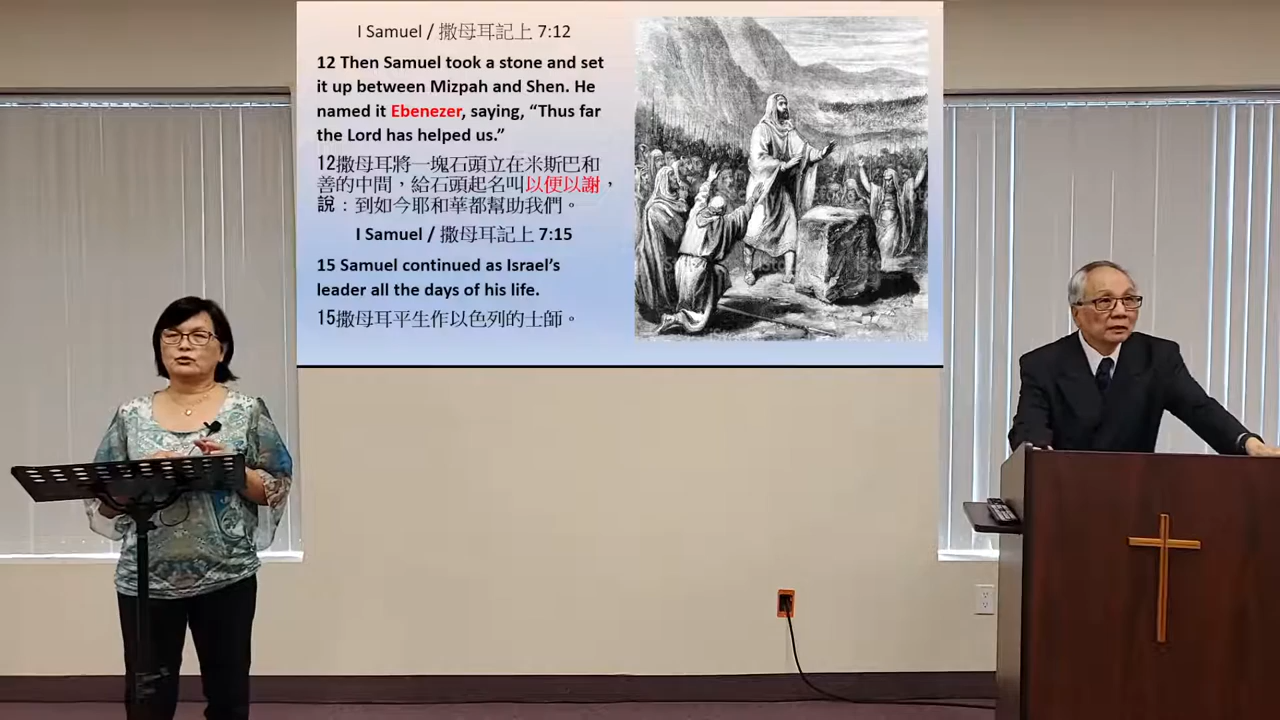 I Samuel / 撒母耳記上 7:12
12 Then Samuel took a stone and set
it up between Mizpah and Shen. He
named it Ebenezer, saying, “Thus far
the Lord has helped us.”
12撒母耳將一塊石頭立在米斯巴和
善的中間，給石頭起名叫以便以謝，
說：到如今耶和華都幫助我們。
I Samuel / 撒母耳記上 7:15
15 Samuel continued as Israel’s
leader all the days of his life.
15撒母耳平生作以色列的士師。